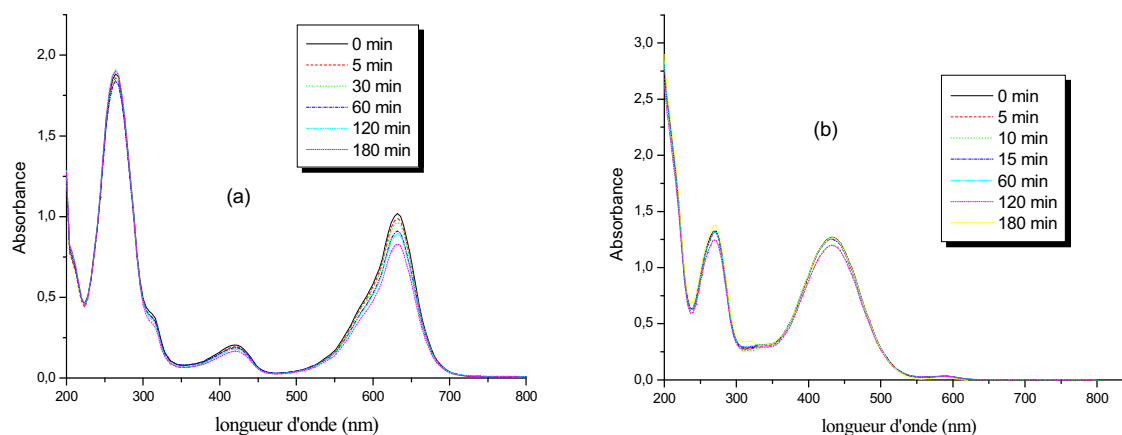 2,0
1,5
1,0
0,5
0,0
Absorbance
(a)
0 min
5 min
30 min
60 min
120 min
180 min
200 300 400 500 600 700 800
longueur d'onde (nm)
3,0
2,5
2,0
1,5
1,0
0,5
0,0
Absorbance
(b)
0 min
5 min
10 min
15 min
60 min
120 min
180 min
200 300 400 500 600 700 800
longueur d'onde (nm)